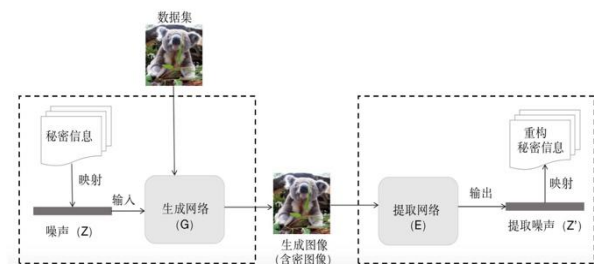 数据集
秘密信息
映射
输入
噪声 (Z)
生成网络
(G)
生成图像
(含密图像)
提取网络
(E)
输出
重构
秘密信息
映射
提取噪声 (Z')